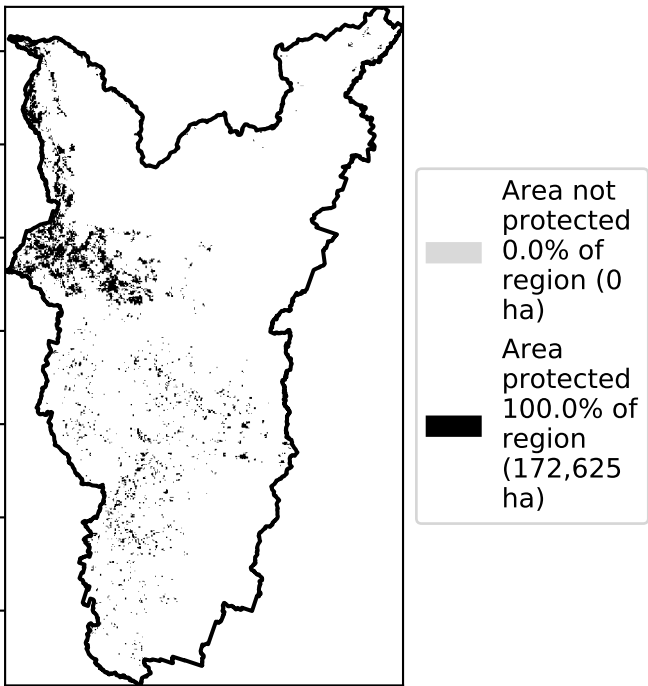 Area not
protected
0.0% of
region (0
ha)
Area
protected
100.0% of
region
(172,625
ha)